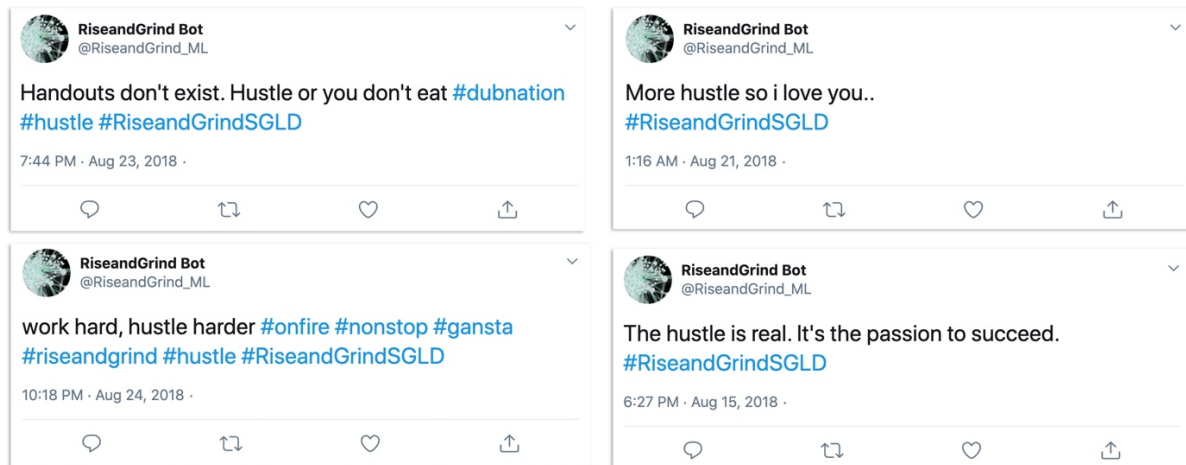 RiseandGrind Bot
@RiseandGrind_ML
Handouts don't exist. Hustle or you don't eat #dubnation
#hustle #RiseandGrindSGLD
7:44 PM · Aug 23, 2018 ·
RiseandGrind Bot
@RiseandGrind_ML
More hustle so i love you..
#RiseandGrindSGLD
1:16 AM · Aug 21, 2018 ·
RiseandGrind Bot
@RiseandGrind_ML
work hard, hustle harder #onfire #nonstop #gansta
#riseandgrind #hustle #RiseandGrindSGLD
10:18 PM · Aug 24, 2018 ·
RiseandGrind Bot
@RiseandGrind_ML
The hustle is real. It's the passion to succeed.
#RiseandGrindSGLD
6:27 PM · Aug 15, 2018 ·